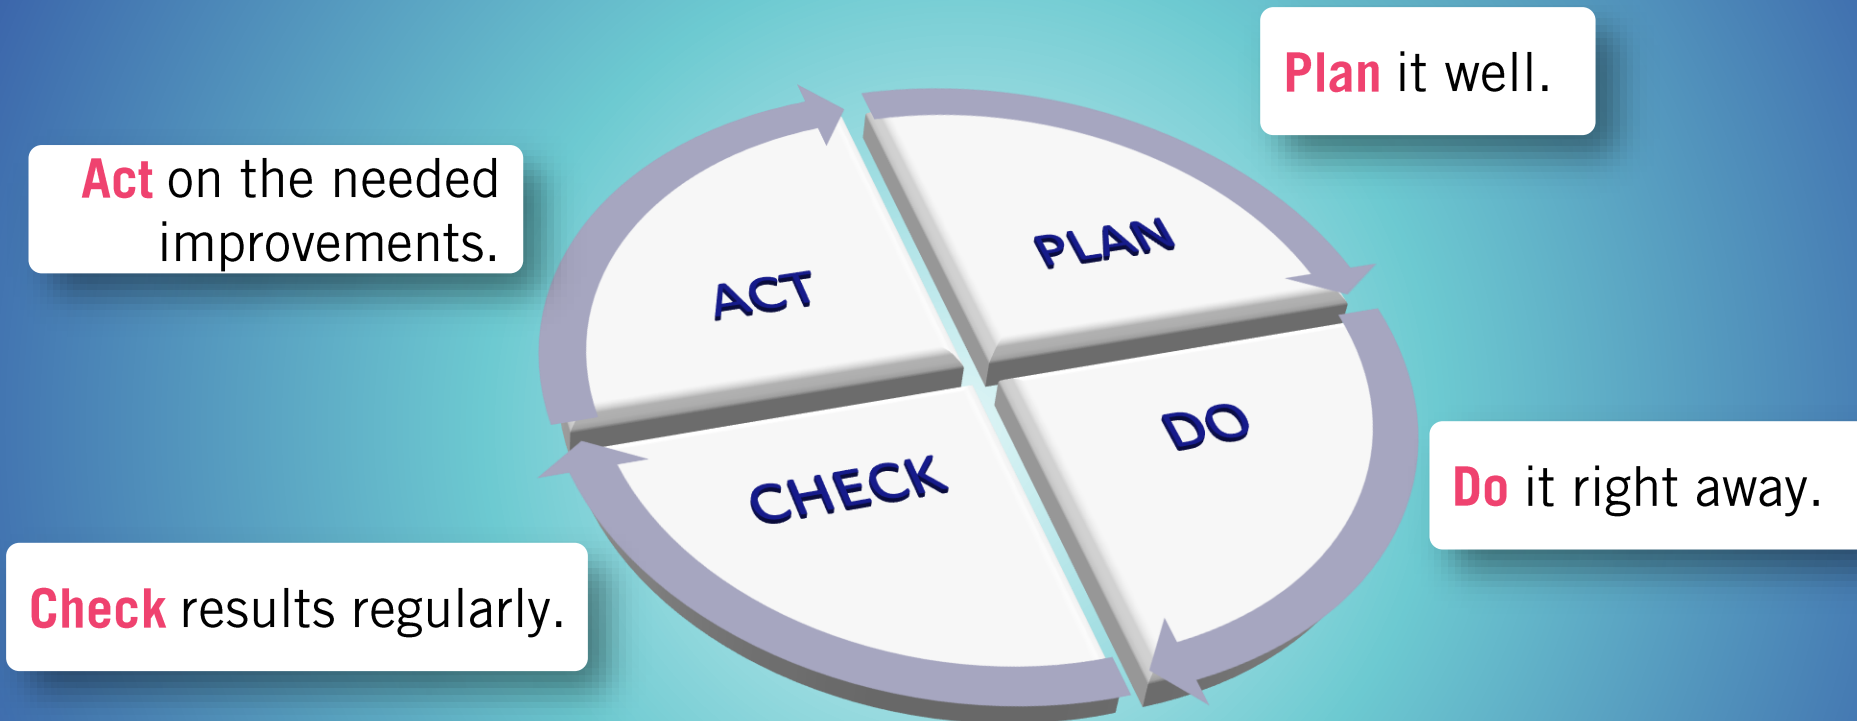 Plan it well.
Act on the needed
improvements.
PLAN
ACT
DO
CHECK
Do it right away.
Check results regularly.